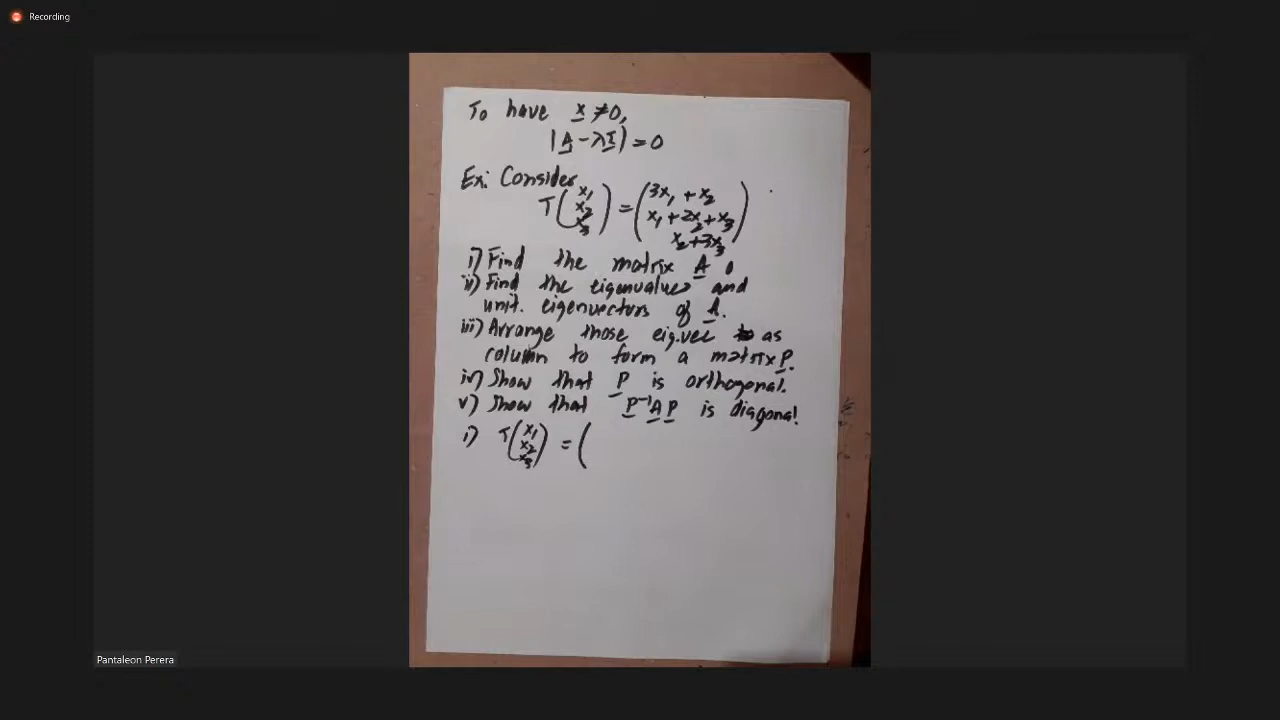 Recording
To have x ≠ 0,
|A - λI| = 0
Ex: Consider
T(x₁ x₂ x₃) = (3x₁ + x₂
x₁ + 2x₂ + x₃
x₂ + 3x₃)
i) Find the matrix A
ii) Find the eigenvalues and
unit. eigenvectors of A.
iii) Arrange those eig.vec as
column to form a matrix P.
iv) Show that P is orthogonal.
v) Show that P⁻¹AP is diagonal
i) T(x₁ x₂ x₃) = (
Pantaleon Perera